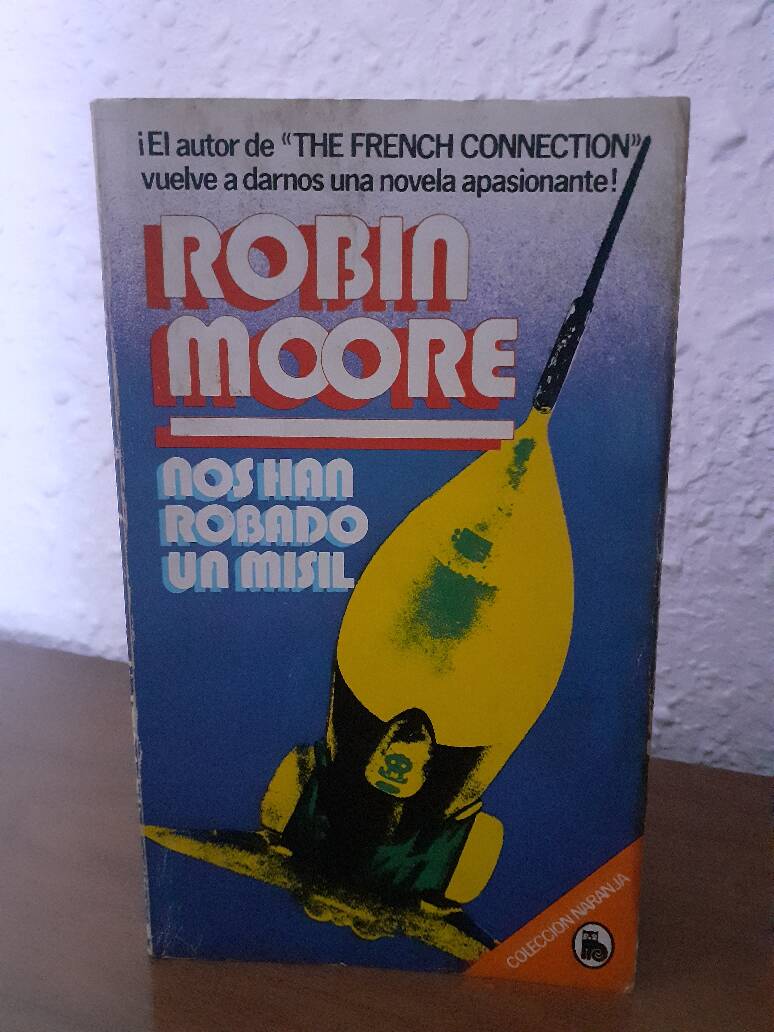 ¡El autor de “THE FRENCH CONNECTION”
vuelve a darnos una novela apasionante!
ROBIN
MOORE
NOS HAN
ROBADO
UN MISIL
COLECCION NARANJA